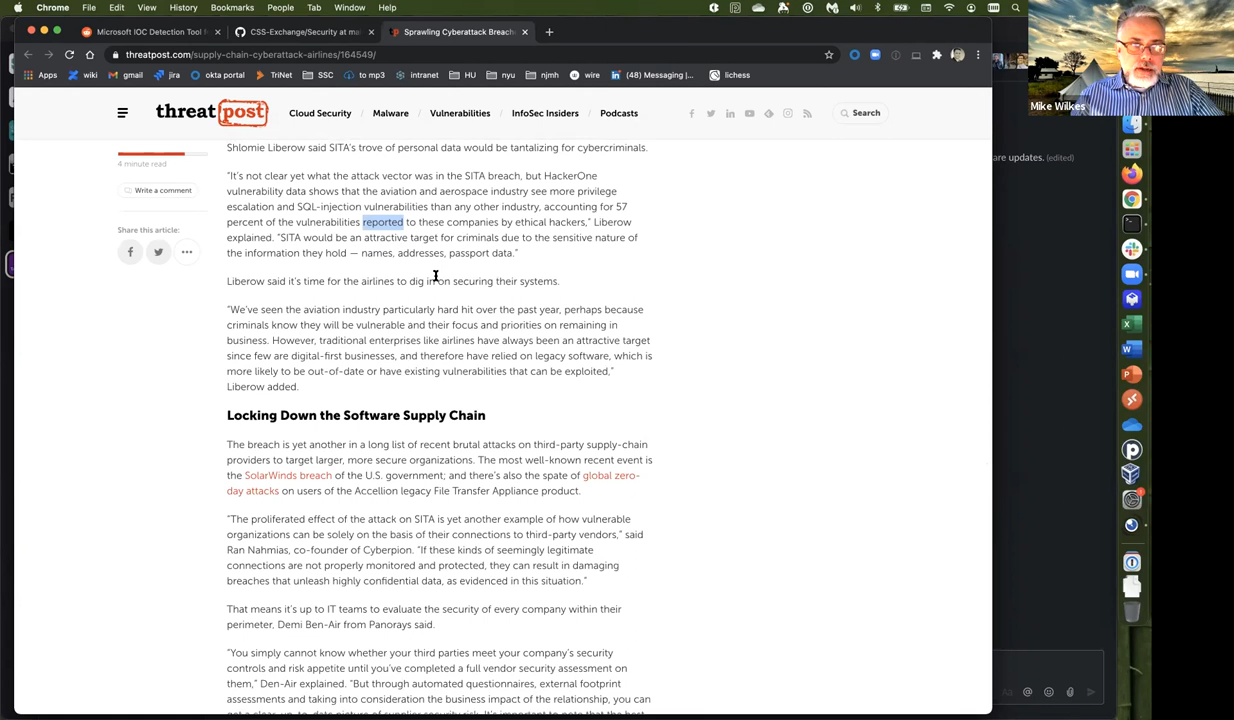 Chrome File Edit View History Bookmarks People Tab Window Help
Microsoft IOC Detection Tool
CSS-Exchange/Security at ma
Sprawling Cyberattack Breach
threatpost.com/supply-chain-cyberattack-airlines/164549/
Apps wiki gmail jira okta portal TriNet SSC to mp3 intranet HU nyu njmh wire (48) Messaging |... lichess
Mike Wilkes
threatpost
Cloud Security Malware Vulnerabilities InfoSec Insiders Podcasts
Search
4 minute read
Write a comment
Share this article:
Shlomie Liberow said SITA's trove of personal data would be tantalizing for cybercriminals.
“It's not clear yet what the attack vector was in the SITA breach, but HackerOne
vulnerability data shows that the aviation and aerospace industry see more privilege
escalation and SQL-injection vulnerabilities than any other industry, accounting for 57
percent of the vulnerabilities reported to these companies by ethical hackers,” Liberow
explained. “SITA would be an attractive target for criminals due to the sensitive nature of
the information they hold — names, addresses, passport data.”
Liberow said it's time for the airlines to dig in on securing their systems.
“We've seen the aviation industry particularly hard hit over the past year, perhaps because
criminals know they will be vulnerable and their focus and priorities on remaining in
business. However, traditional enterprises like airlines have always been an attractive target
since few are digital-first businesses, and therefore have relied on legacy software, which is
more likely to be out-of-date or have existing vulnerabilities that can be exploited,”
Liberow added.
Locking Down the Software Supply Chain
The breach is yet another in a long list of recent brutal attacks on third-party supply-chain
providers to target larger, more secure organizations. The most well-known recent event is
the SolarWinds breach of the U.S. government; and there's also the spate of global zero-
day attacks on users of the Accellion legacy File Transfer Appliance product.
“The proliferated effect of the attack on SITA is yet another example of how vulnerable
organizations can be solely on the basis of their connections to third-party vendors,” said
Ran Nahmias, co-founder of Cyberpion. “If these kinds of seemingly legitimate
connections are not properly monitored and protected, they can result in damaging
breaches that unleash highly confidential data, as evidenced in this situation.”
That means it's up to IT teams to evaluate the security of every company within their
perimeter, Demi Ben-Air from Panorays said.
“You simply cannot know whether your third parties meet your company's security
controls and risk appetite until you've completed a full vendor security assessment on
them,” Den-Air explained. “But through automated questionnaires, external footprint
assessments and taking into consideration the business impact of the relationship, you can
are updates. (edited)